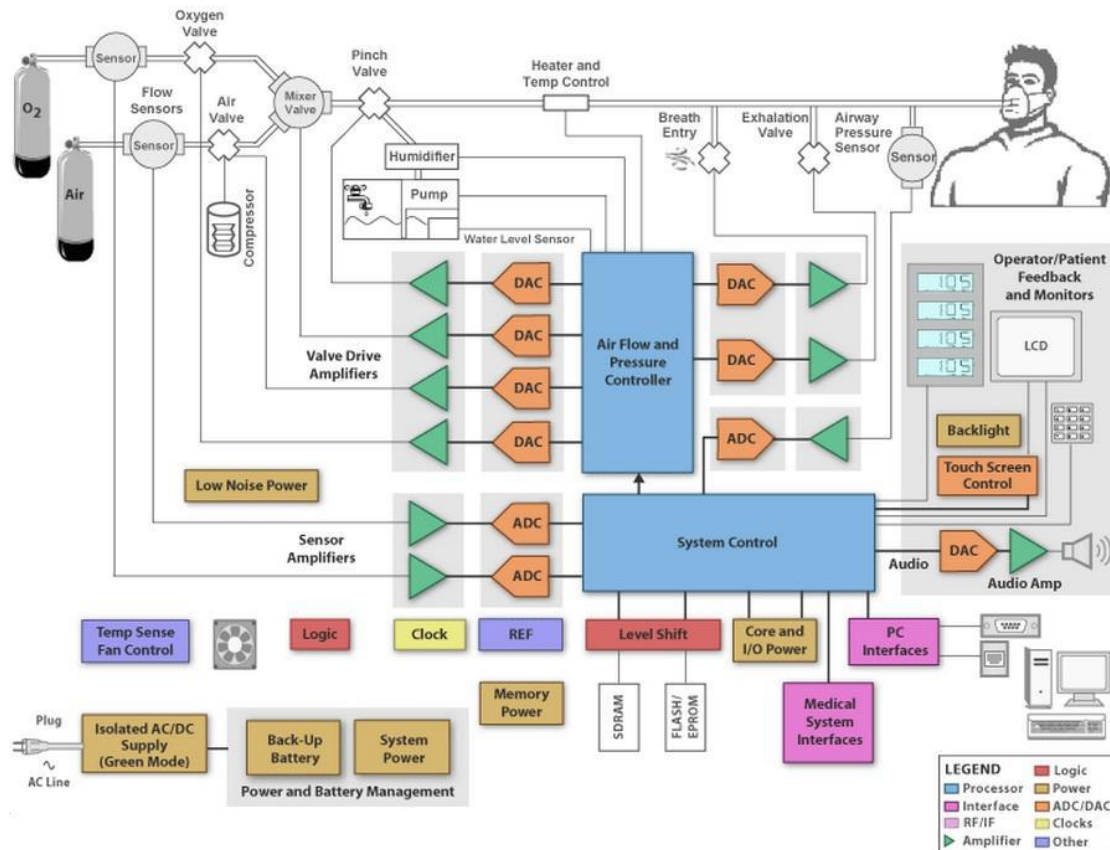 Oxygen
Valve
Sensor
O2
Flow
Sensors
Sensor
Air
Air
Valve
Compressor
Mixer
Valve
Pinch
Valve
Humidifier
Pump
Water Level Sensor
Heater and
Temp Control
Breath
Entry
Exhalation
Valve
Airway
Pressure
Sensor
Sensor
Valve Drive
Amplifiers
DAC
DAC
DAC
DAC
Air Flow and
Pressure
Controller
DAC
DAC
ADC
Operator/Patient
Feedback
and Monitors
105
105
105
105
LCD
Backlight
Touch Screen
Control
Low Noise Power
Sensor
Amplifiers
ADC
ADC
System Control
Audio
DAC
Audio Amp
Temp Sense
Fan Control
Logic
Clock
REF
Level Shift
Core and
I/O Power
PC
Interfaces
SDRAM
FLASH/
EPROM
Memory
Power
Medical
System
Interfaces
Plug
AC Line
Isolated AC/DC
Supply
(Green Mode)
Back-Up
Battery
System
Power
Power and Battery Management
LEGEND
Processor
Interface
RF/IF
Amplifier
Logic
Power
ADC/DAC
Clocks
Other